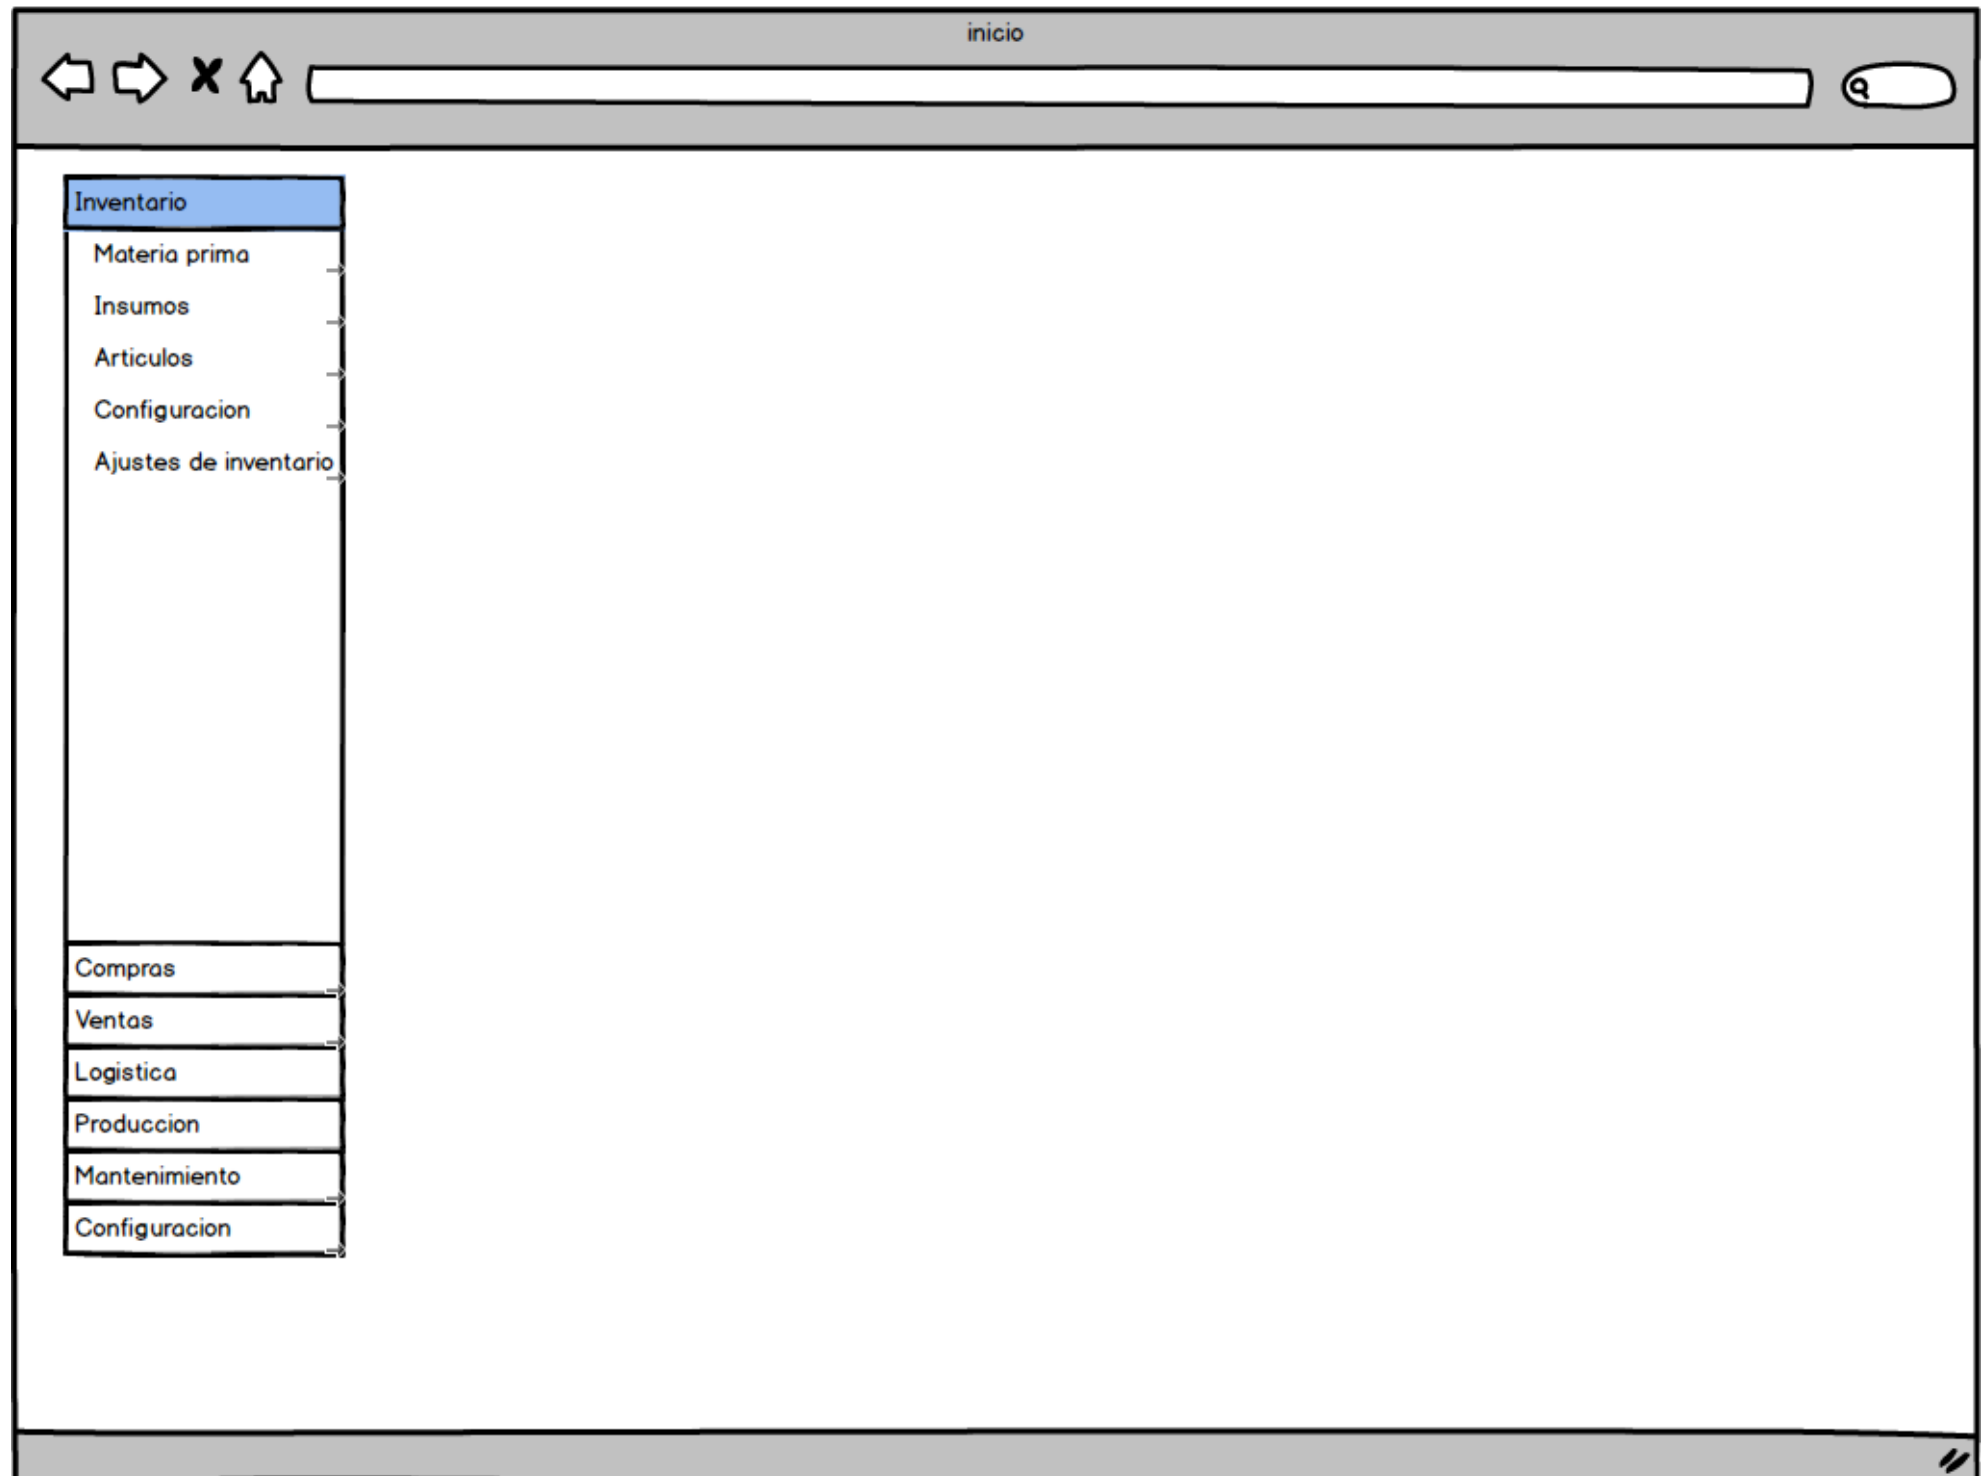 inicio
Inventario
Materia prima
Insumos
Articulos
Configuracion
Ajustes de inventario
Compras
Ventas
Logistica
Produccion
Mantenimiento
Configuracion